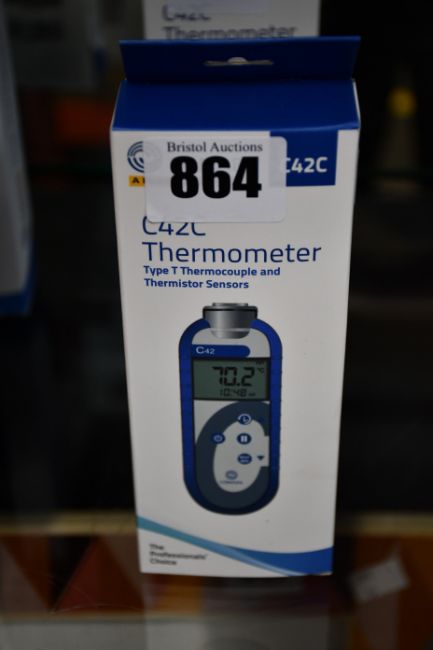 C42C
Thermometer
Bristol Auctions
864
C42C
C42C
Thermometer
Type T Thermocouple and
Thermistor Sensors
C42
70.2 °C
10:48
The
Professionals'
Choice